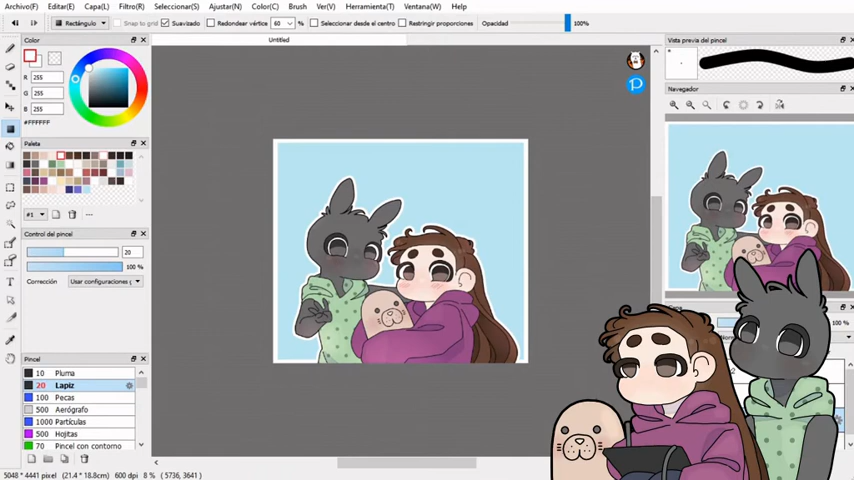 Archivo(F) Editar(E) Capa(L) Filtro(R) Seleccionar(S) Ajustar(N) Color(C) Brush Ver(V) Herramienta(T) Ventana(W) Help
Rectángulo Snap to grid Suavizado Redondear vértice 60 % Seleccionar desde el centro Restringir proporciones Opacidad 100%
Untitled
Color
R 255
G 255
B 255
#FFFFFF
Paleta
#1
Control del pincel
20
100 %
Corrección Usar configuraciones g
Pincel
10 Pluma
20 Lapiz
100 Pecas
500 Aerógrafo
1000 Partículas
500 Hojitas
70 Pincel con contorno
5048 * 4441 pixel (21.4 * 18.8cm) 600 dpi 8 % ( 5736, 3641 )
Vista previa del pincel
Navegador
100 %